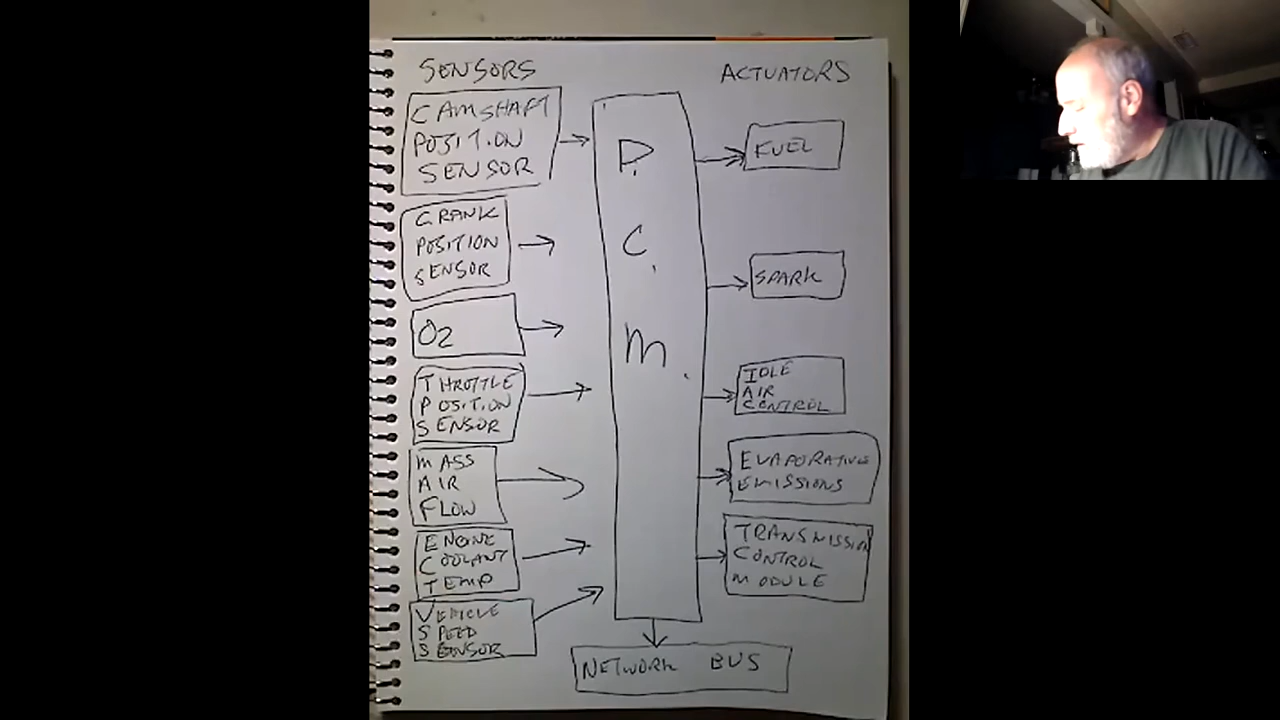 SENSORS
ACTUATORS
CAMSHAFT
POSITION
SENSOR
CRANK
POSITION
SENSOR
O2
THROTTLE
POSITION
SENSOR
MASS
AIR
FLOW
ENGINE
COOLANT
TEMP
VEHICLE
SPEED
SENSOR
P.
C.
M.
FUEL
SPARK
IDLE
AIR
CONTROL
EVAPORATIVE
EMISSIONS
TRANSMISSION
CONTROL
MODULE
NETWORK BUS